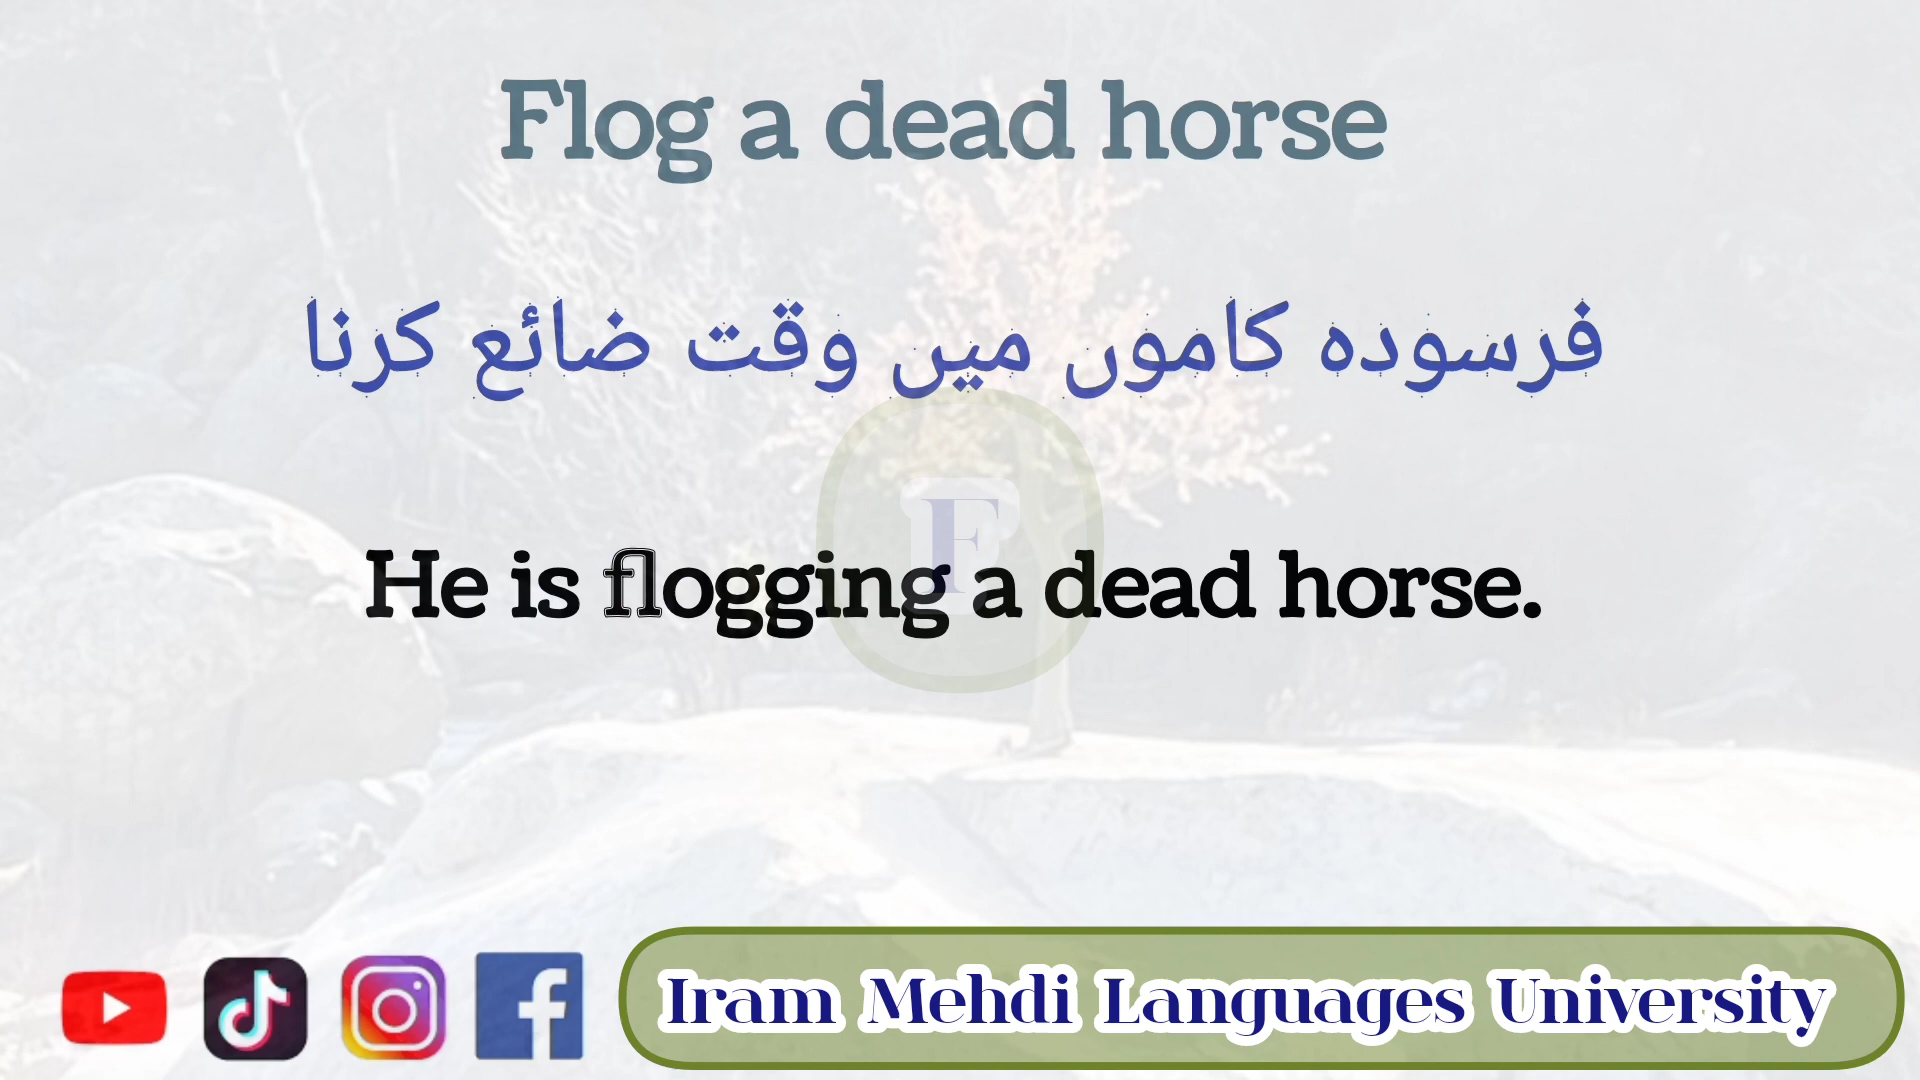 Flog a dead horse
فرسودہ کاموں میں وقت ضائع کرنا
F
He is flogging a dead horse.
Iram Mehdi Languages University